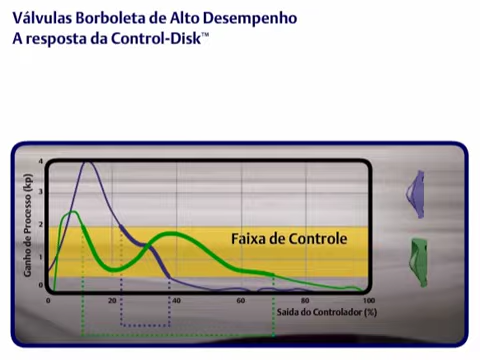 Válvulas Borboleta de Alto Desempenho
A resposta da Control-Disk™
Ganho de Processo (kp)
4
3
2
1
0
Faixa de Controle
0 20 40 60 80 100
Saída do Controlador (%)